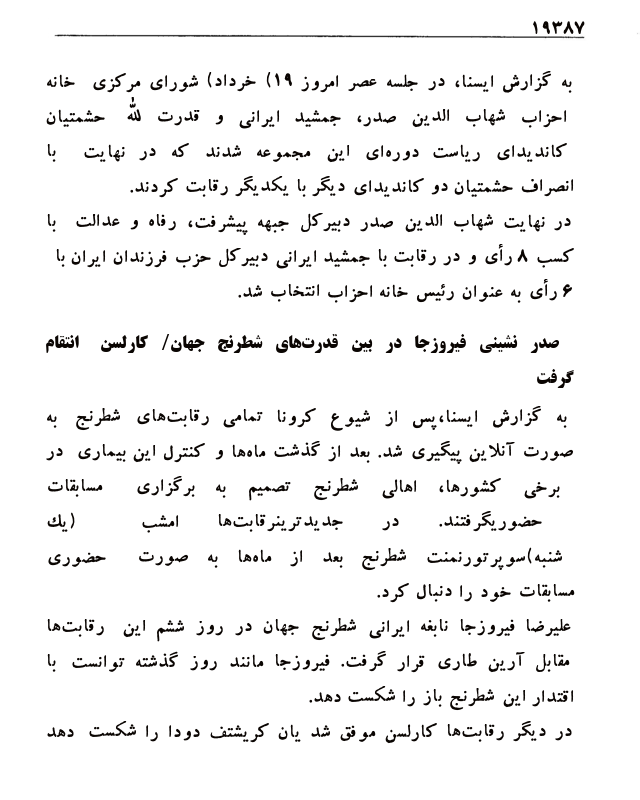 ۱۹۳۸۷
به گزارش ایسنا، در جلسه عصر امروز ۱۹) خرداد) شورای مرکزی خانه
احزاب شهاب الدین صدر، جمشید ایرانی و قدرت لله حشمتیان
کاندیدای ریاست دوره‌ای این مجموعه شدند که در نهایت با
انصراف حشمتیان دو کاندیدای دیگر با یکدیگر رقابت کردند.
در نهایت شهاب الدین صدر دبیرکل جبهه پیشرفت، رفاه و عدالت با
کسب ۸ رأی و در رقابت با جمشید ایرانی دبیرکل حزب فرزندان ایران با
۶ رأی به عنوان رئیس خانه احزاب انتخاب شد.
صدر نشینی فیروزجا در بین قدرت‌های شطرنج جهان/ کارلسن انتقام
گرفت
به گزارش ایسنا،پس از شیوع کرونا تمامی رقابت‌های شطرنج به
صورت آنلاین پیگیری شد. بعد از گذشت ماه‌ها و کنترل این بیماری در
برخی کشورها، اهالی شطرنج تصمیم به برگزاری مسابقات
حضوریگرفتند. در جدیدترینرقابت‌ها امشب (یك
شنبه)سوپرتورنمنت شطرنج بعد از ماه‌ها به صورت حضوری
مسابقات خود را دنبال کرد.
علیرضا فیروزجا نابغه ایرانی شطرنج جهان در روز ششم این رقابت‌ها
مقابل آرین طاری قرار گرفت. فیروزجا مانند روز گذشته توانست با
اقتدار این شطرنج باز را شکست دهد.
در دیگر رقابت‌ها کارلسن موفق شد یان کریشتف دودا را شکست دهد